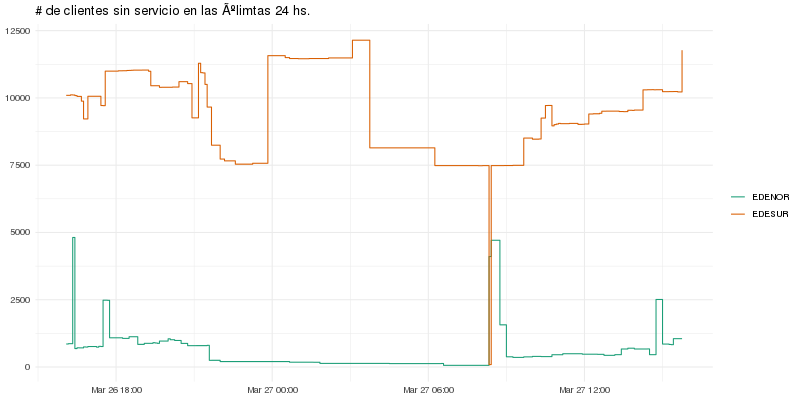 # de clientes sin servicio en las Ãºlimtas 24 hs.
12500
10000
7500
5000
2500
0
Mar 26 18:00
Mar 27 00:00
Mar 27 06:00
Mar 27 12:00
EDENOR
EDESUR